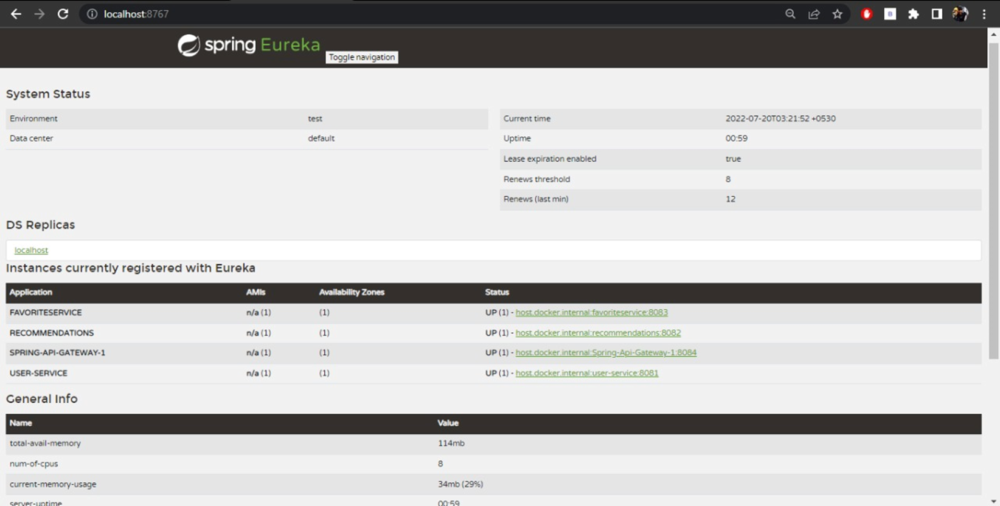 localhost:8767
spring Eureka
Toggle navigation
System Status
Environment test
Data center default
Current time 2022-07-20T03:21:52 +0530
Uptime 00:59
Lease expiration enabled true
Renews threshold 8
Renews (last min) 12
DS Replicas
localhost
Instances currently registered with Eureka
Application AMIs Availability Zones Status
FAVORITESERVICE n/a (1) (1) UP (1) - host.docker.internal:favoriteservice:8083
RECOMMENDATIONS n/a (1) (1) UP (1) - host.docker.internal:recommendations:8082
SPRING-API-GATEWAY-1 n/a (1) (1) UP (1) - host.docker.internal:Spring-Api-Gateway-1:8084
USER-SERVICE n/a (1) (1) UP (1) - host.docker.internal:user-service:8081
General Info
Name Value
total-avail-memory 114mb
num-of-cpus 8
current-memory-usage 34mb (29%)
server-uptime 00:59